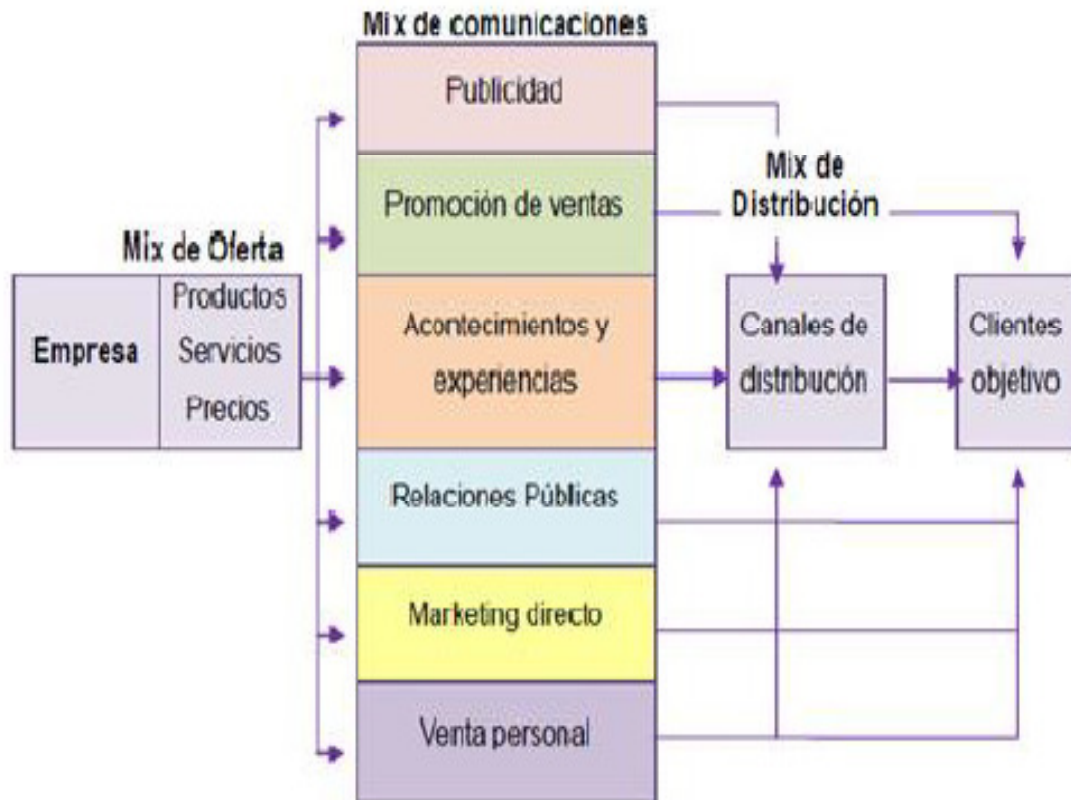 Mix de comunicaciones
Publicidad
Promoción de ventas
Acontecimientos y
experiencias
Relaciones Públicas
Marketing directo
Venta personal
Mix de Oferta
Empresa
Productos
Servicios
Precios
Mix de
Distribución
Canales de
distribución
Clientes
objetivo